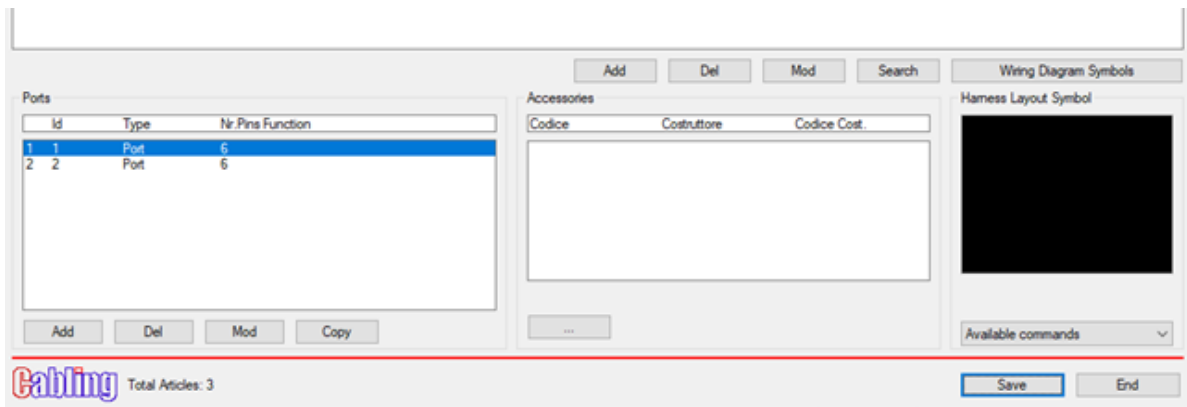 Add Del Mod Search Wiring Diagram Symbols
Ports Accessories Harness Layout Symbol
Id Type Nr.Pins Function Codice Costruttore Codice Cost.
1 1 Port 6
2 2 Port 6
Add Del Mod Copy ... Available commands
Cabling Total Articles: 3 Save End